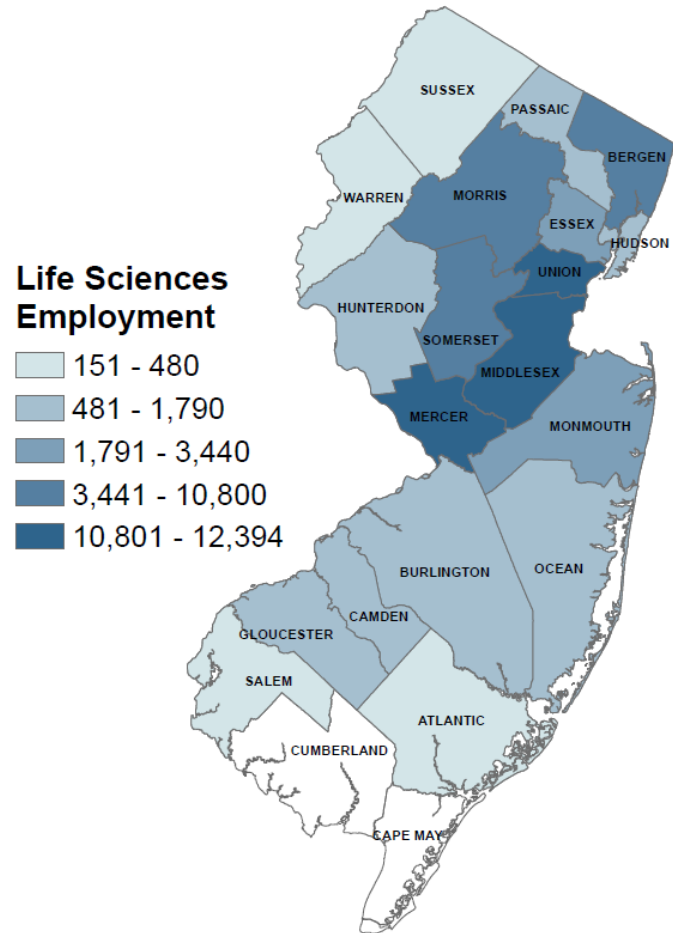 SUSSEX
PASSAIC
BERGEN
WARREN
MORRIS
ESSEX
HUDSON
UNION
Life Sciences
Employment
151 - 480
481 - 1,790
1,791 - 3,440
3,441 - 10,800
10,801 - 12,394
HUNTERDON
SOMERSET
MIDDLESEX
MERCER
MONMOUTH
OCEAN
BURLINGTON
CAMDEN
GLOUCESTER
SALEM
ATLANTIC
CUMBERLAND
CAPE MAY